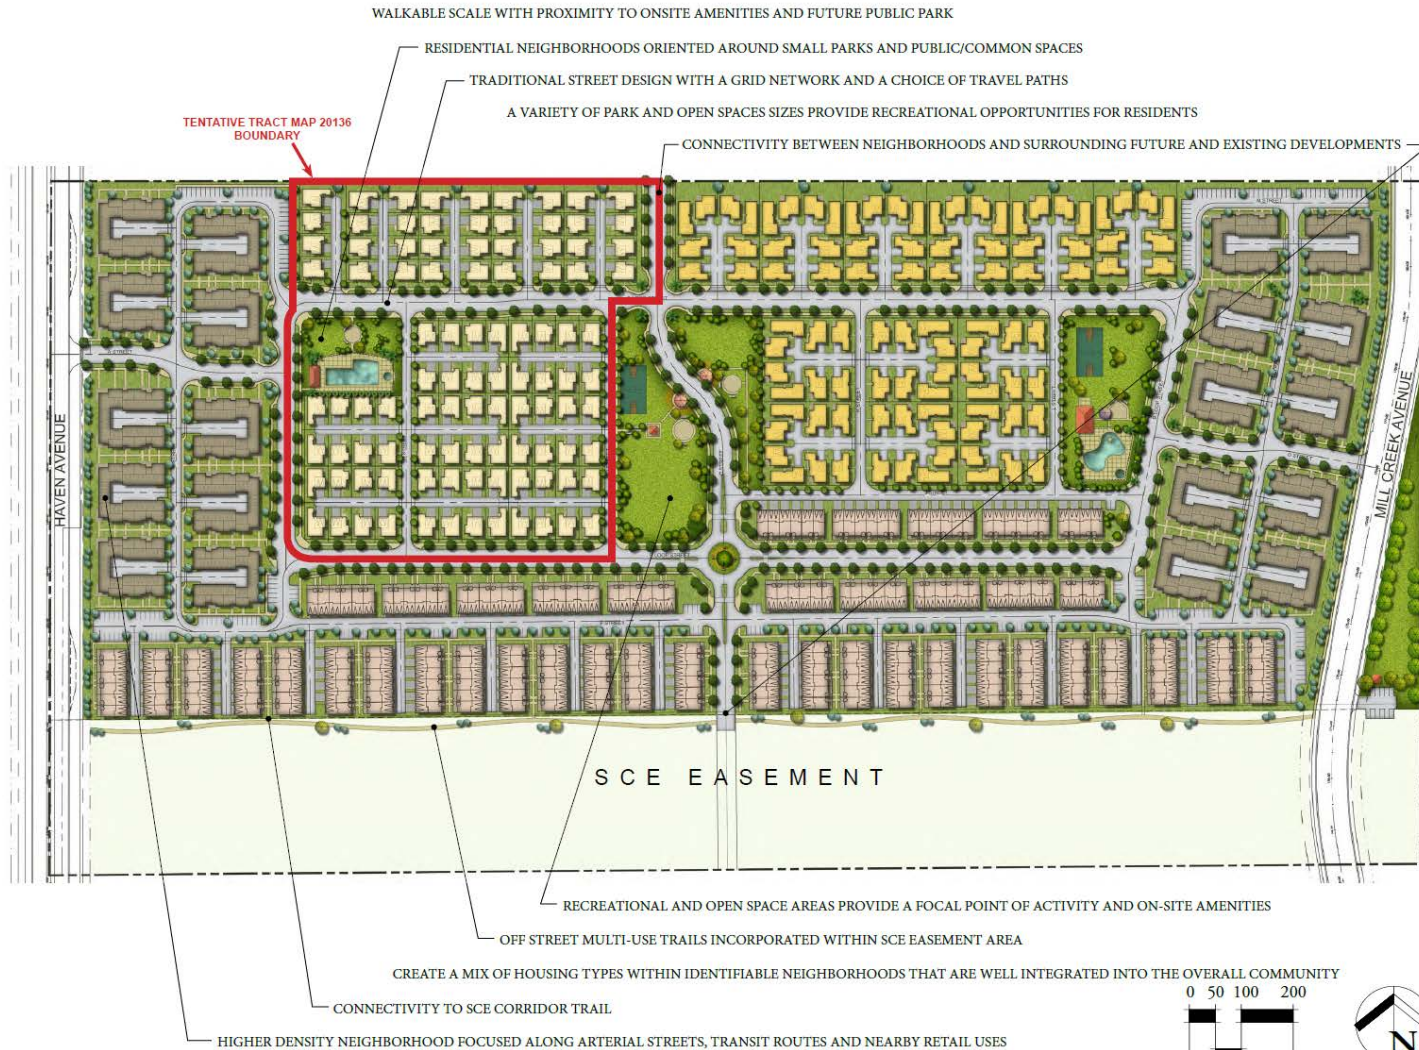 WALKABLE SCALE WITH PROXIMITY TO ONSITE AMENITIES AND FUTURE PUBLIC PARK
RESIDENTIAL NEIGHBORHOODS ORIENTED AROUND SMALL PARKS AND PUBLIC/COMMON SPACES
TRADITIONAL STREET DESIGN WITH A GRID NETWORK AND A CHOICE OF TRAVEL PATHS
A VARIETY OF PARK AND OPEN SPACES SIZES PROVIDE RECREATIONAL OPPORTUNITIES FOR RESIDENTS
TENTATIVE TRACT MAP 20136
BOUNDARY
CONNECTIVITY BETWEEN NEIGHBORHOODS AND SURROUNDING FUTURE AND EXISTING DEVELOPMENTS
HAVEN AVENUE
MILL CREEK AVENUE
SCE EASEMENT
RECREATIONAL AND OPEN SPACE AREAS PROVIDE A FOCAL POINT OF ACTIVITY AND ON-SITE AMENITIES
OFF STREET MULTI-USE TRAILS INCORPORATED WITHIN SCE EASEMENT AREA
CREATE A MIX OF HOUSING TYPES WITHIN IDENTIFIABLE NEIGHBORHOODS THAT ARE WELL INTEGRATED INTO THE OVERALL COMMUNITY
0 50 100 200
CONNECTIVITY TO SCE CORRIDOR TRAIL
N
HIGHER DENSITY NEIGHBORHOOD FOCUSED ALONG ARTERIAL STREETS, TRANSIT ROUTES AND NEARBY RETAIL USES